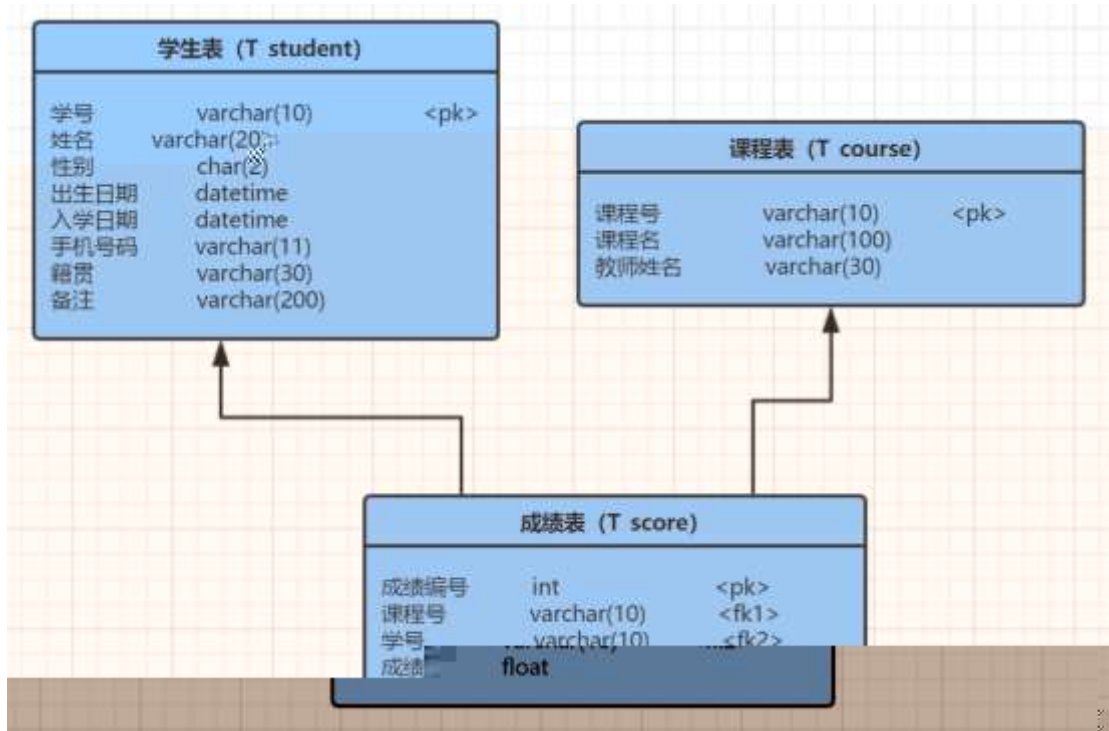 学生表 (T student)
学号 varchar(10) <pk>
姓名 varchar(20)
性别 char(2)
出生日期 datetime
入学日期 datetime
手机号码 varchar(11)
籍贯 varchar(30)
备注 varchar(200)
课程表 (T course)
课程号 varchar(10) <pk>
课程名 varchar(100)
教师姓名 varchar(30)
成绩表 (T score)
成绩编号 int <pk>
课程号 varchar(10) <fk1>
学号 varchar(10) <fk2>
成绩 float